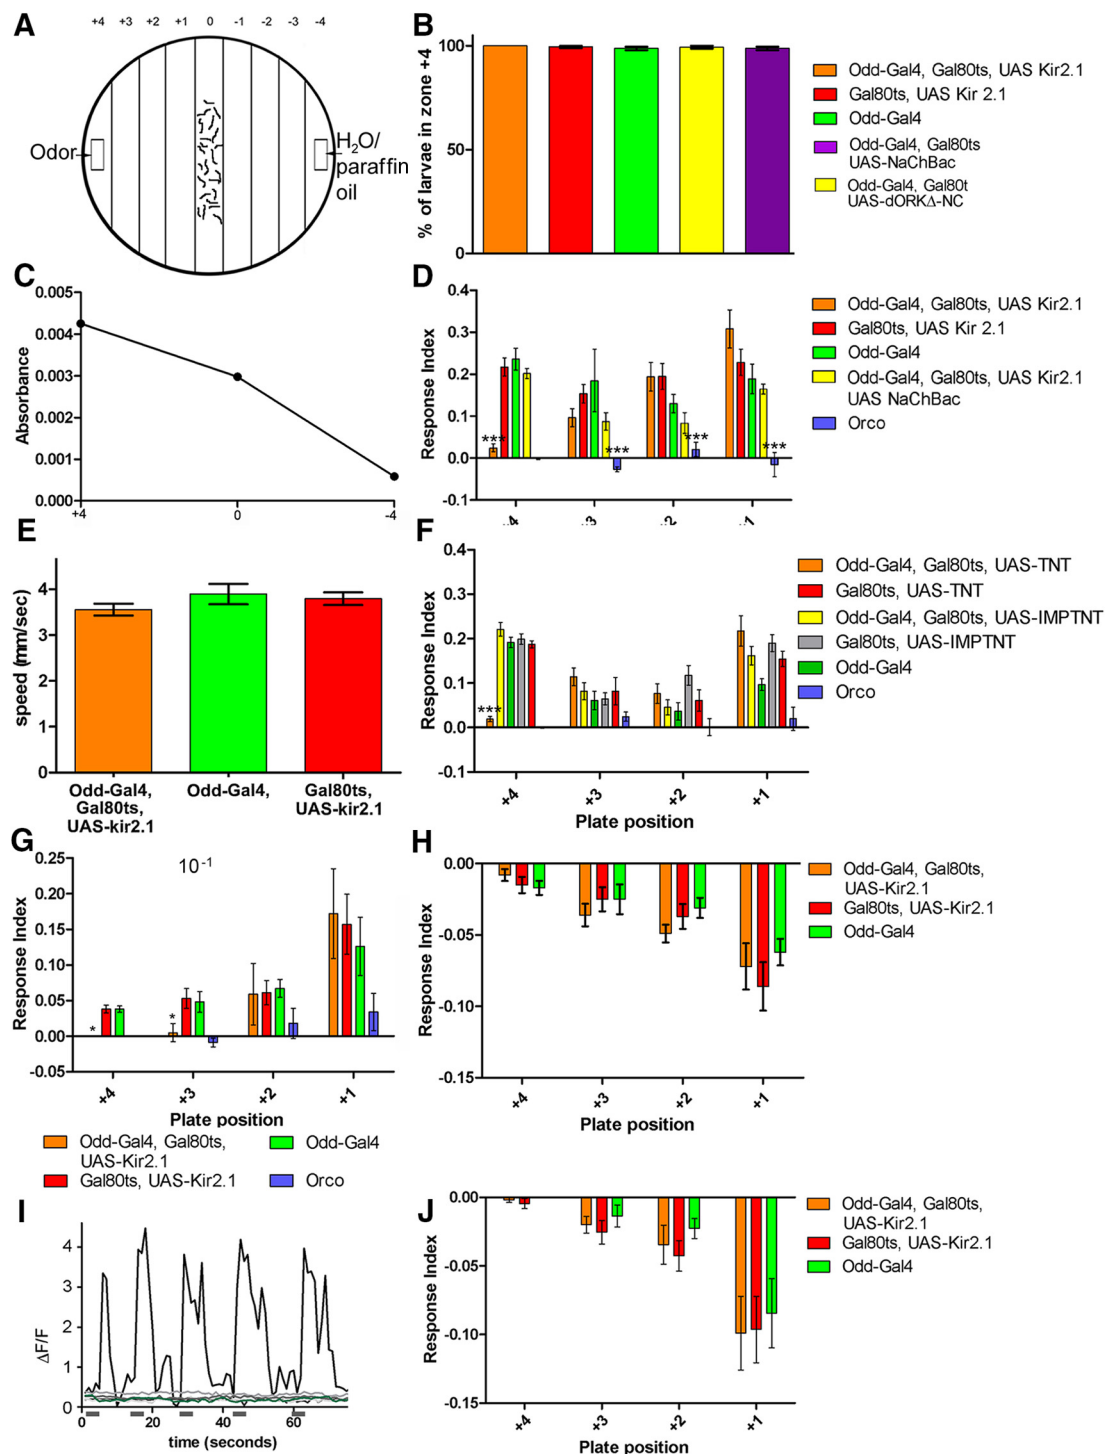 A
+4 +3 +2 +1 0 -1 -2 -3 -4
Odor
H2O/
paraffin
oil
B
% of larvae in zone +4
100
50
0
Odd-Gal4, Gal80ts, UAS Kir2.1
Gal80ts, UAS Kir 2.1
Odd-Gal4
Odd-Gal4, Gal80ts
UAS-NaChBac
Odd-Gal4, Gal80t
UAS-dORKΔ-NC
C
Absorbance
0.005
0.004
0.003
0.002
0.001
0.000
+4 0 -4
D
Response Index
0.4
0.3
0.2
0.1
0.0
-0.1
*** *** *** ***
+4 +3 +2 +1
Odd-Gal4, Gal80ts, UAS Kir2.1
Gal80ts, UAS Kir 2.1
Odd-Gal4
Odd-Gal4, Gal80ts, UAS Kir2.1
UAS NaChBac
Orco
E
speed (mm/sec)
4
3
2
1
0
Odd-Gal4,
Gal80ts,
UAS-kir2.1
Odd-Gal4,
Gal80ts,
UAS-kir2.1
F
Response Index
0.4
0.3
0.2
0.1
0.0
-0.1
***
+4 +3 +2 +1
Plate position
Odd-Gal4, Gal80ts, UAS-TNT
Gal80ts, UAS-TNT
Odd-Gal4, Gal80ts, UAS-IMPTNT
Gal80ts, UAS-IMPTNT
Odd-Gal4
Orco
G
10-1
Response Index
0.25
0.20
0.15
0.10
0.05
0.00
-0.05
* *
+4 +3 +2 +1
Plate position
Odd-Gal4, Gal80ts,
UAS-Kir2.1
Gal80ts, UAS-Kir2.1
Odd-Gal4
Orco
H
Response Index
0.00
-0.05
-0.10
-0.15
+4 +3 +2 +1
Plate position
Odd-Gal4, Gal80ts,
UAS-Kir2.1
Gal80ts, UAS-Kir2.1
Odd-Gal4
I
ΔF/F
4
3
2
1
0
0 20 40 60
time (seconds)
J
Response Index
0.00
-0.05
-0.10
-0.15
+4 +3 +2 +1
Plate position
Odd-Gal4, Gal80ts,
UAS-Kir2.1
Gal80ts, UAS-Kir2.1
Odd-Gal4